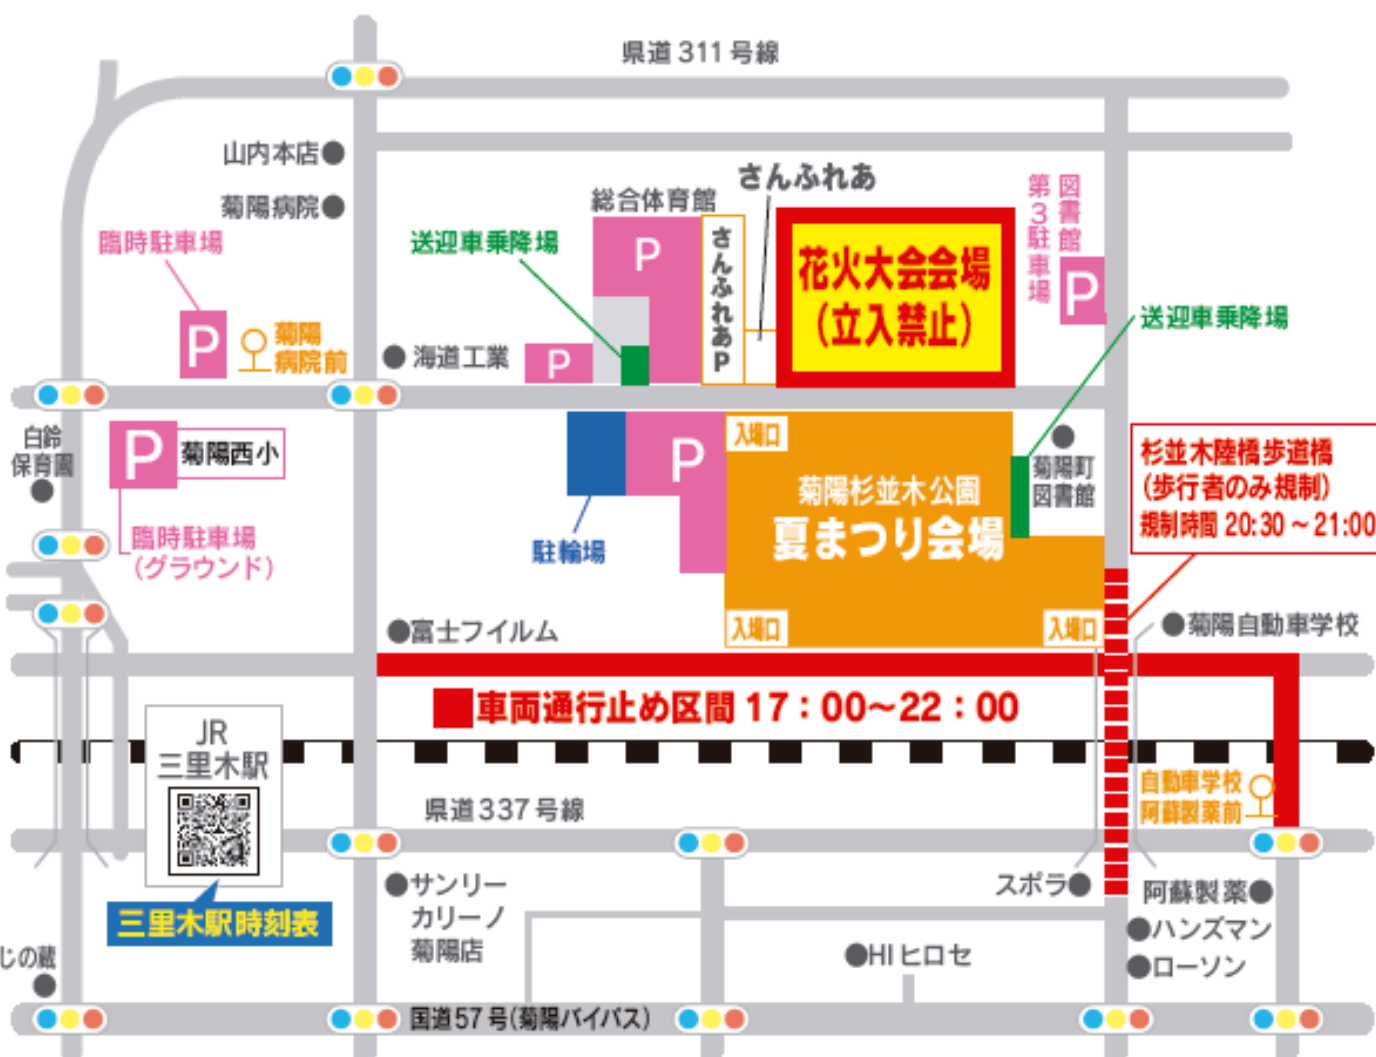 県道311号線
山内本店
菊陽病院
臨時駐車場
P
菊陽
病院前
送迎車乗降場
総合体育館
P
P
さんふれあP
さんふれあ
花火大会会場
(立入禁止)
図書館
第3駐車場
P
送迎車乗降場
海道工業
白鈴
保育園
P
菊陽西小
臨時駐車場
(グラウンド)
駐輪場
P
入場口
菊陽杉並木公園
夏まつり会場
入場口
入場口
菊陽町
図書館
杉並木陸橋歩道橋
(歩行者のみ規制)
規制時間 20:30 ~ 21:00
富士フイルム
菊陽自動車学校
車両通行止め区間 17:00~22:00
JR
三里木駅
三里木駅時刻表
県道337号線
自動車学校
阿蘇製薬前
サンリー
カリーノ
菊陽店
スポラ
阿蘇製薬
ハンズマン
ローソン
HIヒロセ
じの蔵
国道57号(菊陽バイパス)